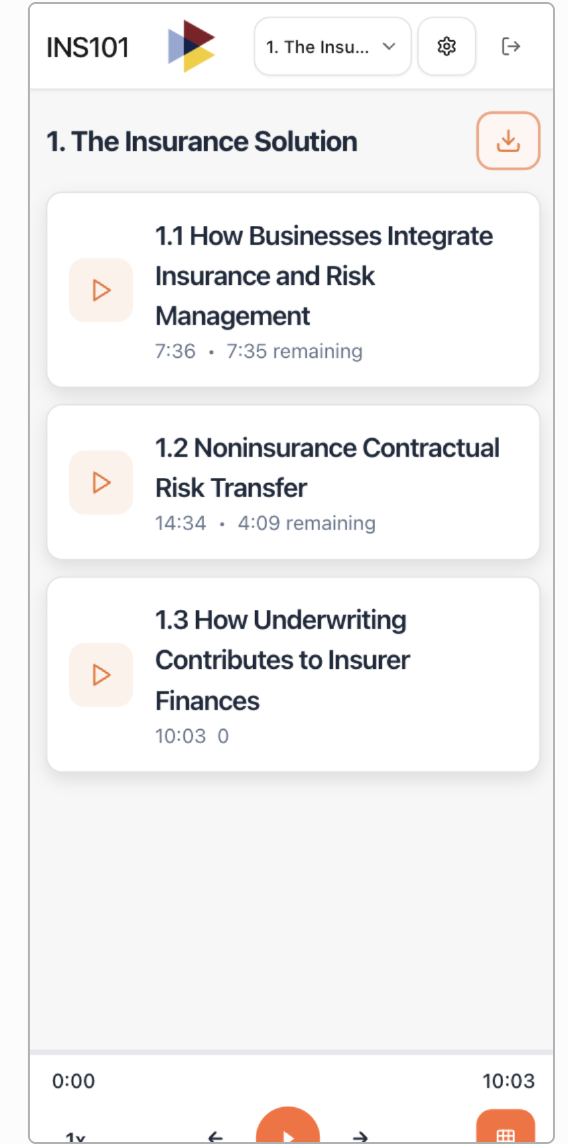 INS101
1. The Insu...
1. The Insurance Solution
1.1 How Businesses Integrate
Insurance and Risk
Management
7:36 • 7:35 remaining
1.2 Noninsurance Contractual
Risk Transfer
14:34 • 4:09 remaining
1.3 How Underwriting
Contributes to Insurer
Finances
10:03 0
0:00
10:03
1x